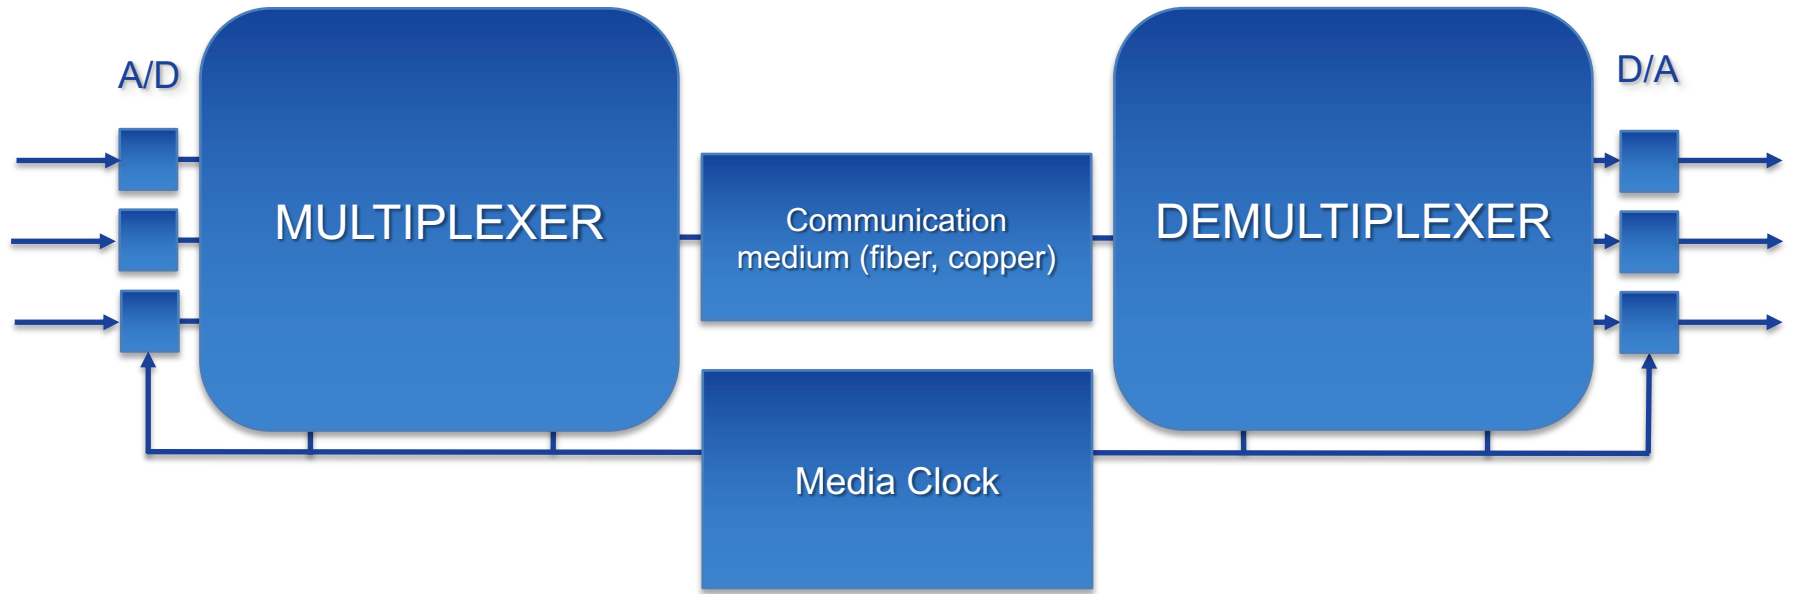 A/D
MULTIPLEXER
Communication
medium (fiber, copper)
DEMULTIPLEXER
D/A
Media Clock